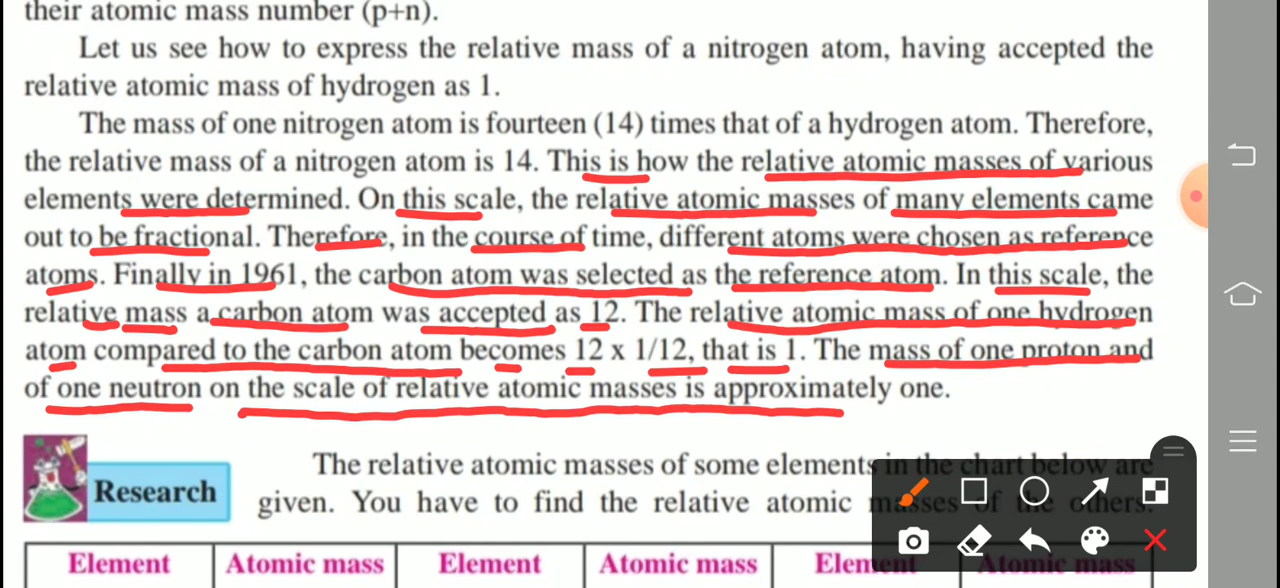 their atomic mass number (p+n).
Let us see how to express the relative mass of a nitrogen atom, having accepted the
relative atomic mass of hydrogen as 1.
The mass of one nitrogen atom is fourteen (14) times that of a hydrogen atom. Therefore,
the relative mass of a nitrogen atom is 14. This is how the relative atomic masses of various
elements were determined. On this scale, the relative atomic masses of many elements came
out to be fractional. Therefore, in the course of time, different atoms were chosen as reference
atoms. Finally in 1961, the carbon atom was selected as the reference atom. In this scale, the
relative mass a carbon atom was accepted as 12. The relative atomic mass of one hydrogen
atom compared to the carbon atom becomes 12 x 1/12, that is 1. The mass of one proton and
of one neutron on the scale of relative atomic masses is approximately one.
Research
The relative atomic masses of some elements in the chart below are
given. You have to find the relative atomic masses of the others.
Element Atomic mass Element Atomic mass Element Atomic mass